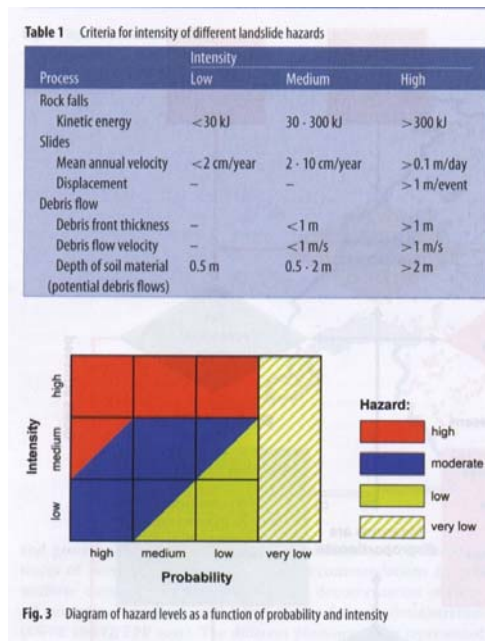 Table 1 Criteria for intensity of different landslide hazards
Intensity
Process Low Medium High
Rock falls
Kinetic energy <30 kJ 30 - 300 kJ >300 kJ
Slides
Mean annual velocity <2 cm/year 2 - 10 cm/year >0.1 m/day
Displacement – – >1 m/event
Debris flow
Debris front thickness – <1 m >1 m
Debris flow velocity – <1 m/s >1 m/s
Depth of soil material 0.5 m 0.5 - 2 m >2 m
(potential debris flows)
Intensity
high
medium
low
high medium low very low
Probability
Hazard:
high
moderate
low
very low
Fig. 3 Diagram of hazard levels as a function of probability and intensity